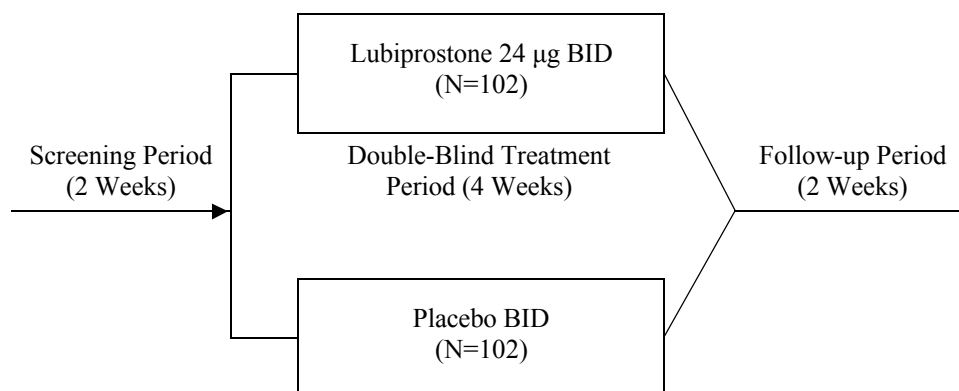 Lubiprostone 24 μg BID
(N=102)
Screening Period
(2 Weeks)
Double-Blind Treatment
Period (4 Weeks)
Follow-up Period
(2 Weeks)
Placebo BID
(N=102)